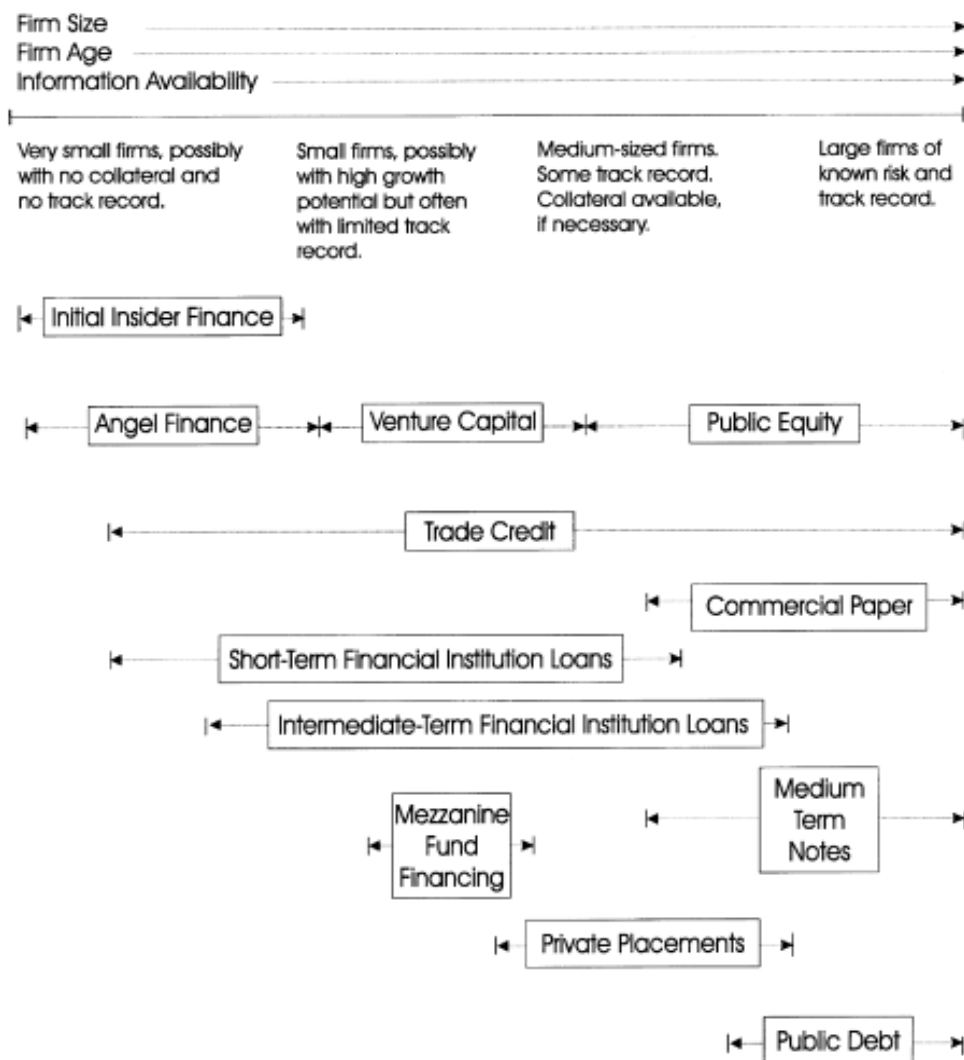 Firm Size
Firm Age
Information Availability
Very small firms, possibly
with no collateral and
no track record.
Small firms, possibly
with high growth
potential but often
with limited track
record.
Medium-sized firms.
Some track record.
Collateral available,
if necessary.
Large firms of
known risk and
track record.
Initial Insider Finance
Angel Finance
Venture Capital
Public Equity
Trade Credit
Commercial Paper
Short-Term Financial Institution Loans
Intermediate-Term Financial Institution Loans
Mezzanine
Fund
Financing
Medium
Term
Notes
Private Placements
Public Debt